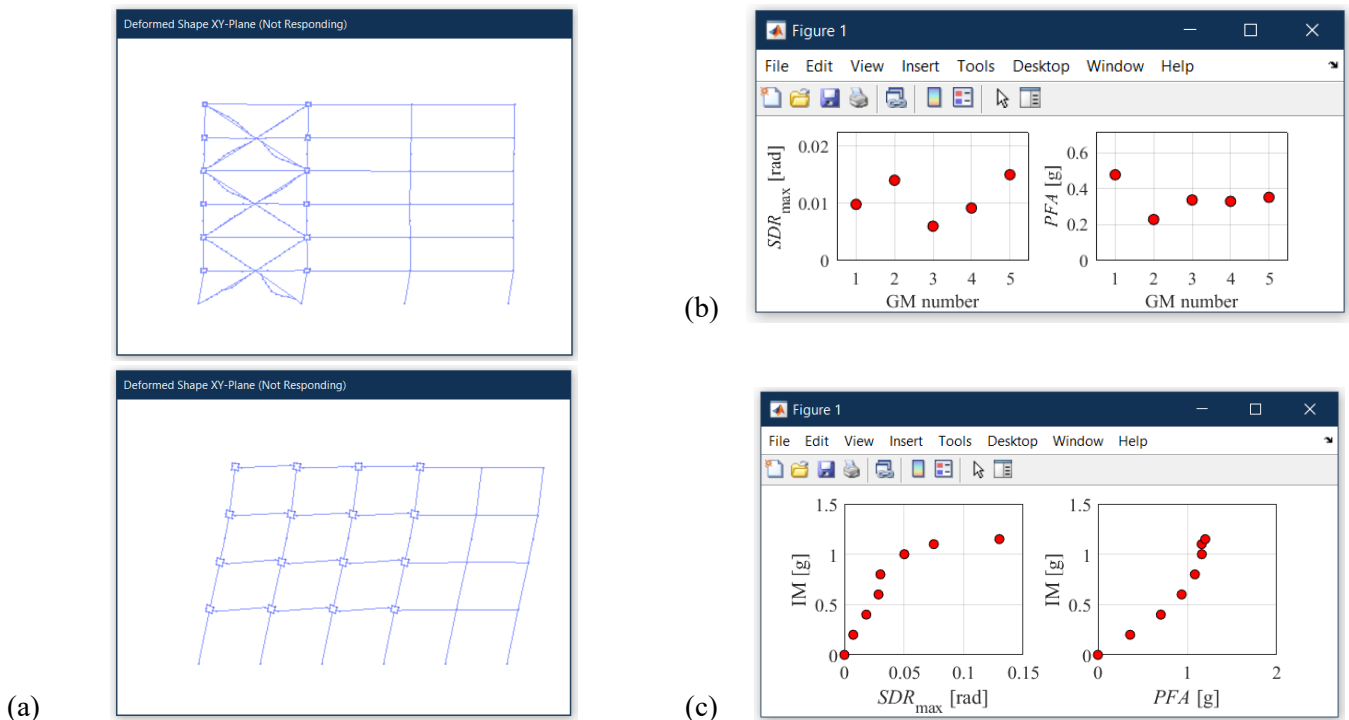 Deformed Shape XY-Plane (Not Responding)
Deformed Shape XY-Plane (Not Responding)
(a)
Figure 1
File Edit View Insert Tools Desktop Window Help
SDRmax [rad]
0.02
0.01
0
1 2 3 4 5
GM number
PFA [g]
0.6
0.4
0.2
0
1 2 3 4 5
GM number
(b)
Figure 1
File Edit View Insert Tools Desktop Window Help
IM [g]
1.5
1
0.5
0
0 0.05 0.1 0.15
SDRmax [rad]
IM [g]
1.5
1
0.5
0
0 1 2
PFA [g]
(c)